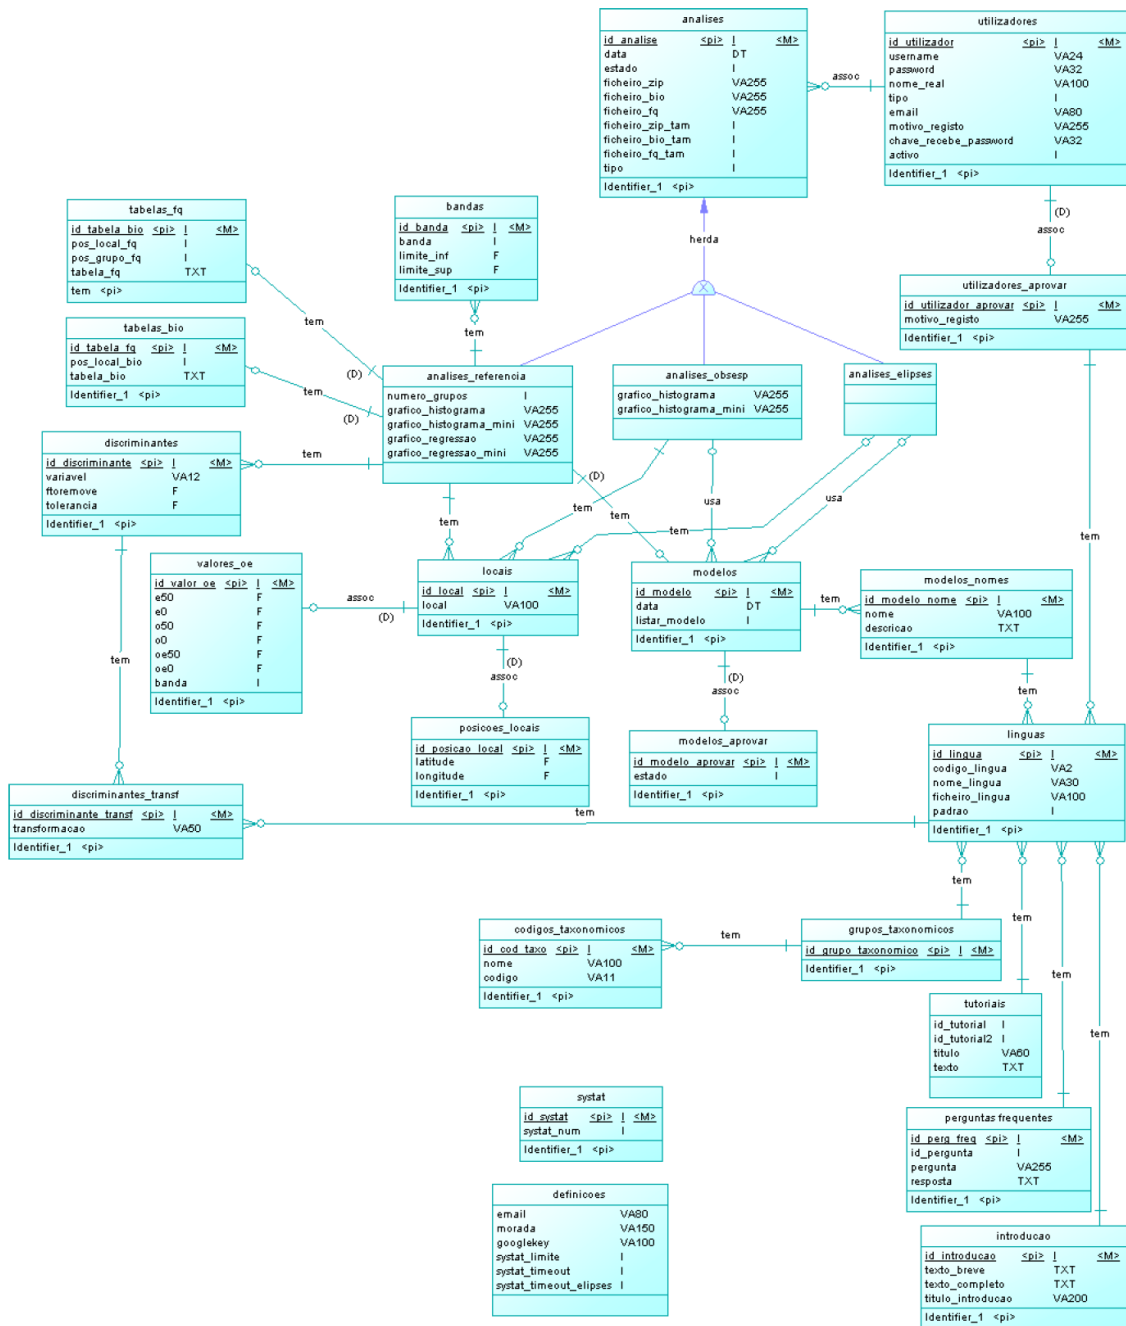 analises
id_analise <pi> I <M>
data DT
estado I
ficheiro_zip VA255
ficheiro_bio VA255
ficheiro_fq VA255
ficheiro_zip_tam I
ficheiro_bio_tam I
ficheiro_fq_tam I
tipo I
Identifier_1 <pi>
assoc
utilizadores
id_utilizador <pi> I <M>
username VA24
password VA32
nome_real VA100
tipo I
email VA80
motivo_registo VA255
chave_recebe_password VA32
activo I
Identifier_1 <pi>
(D)
assoc
herda
tabelas_fq
id_tabela_bio <pi> I <M>
pos_local_fq I
pos_grupo_fq I
tabela_fq TXT
tem <pi>
bandas
id_banda <pi> I <M>
banda I
limite_inf F
limite_sup F
Identifier_1 <pi>
utilizadores_aprovar
id_utilizador_aprovar <pi> I <M>
motivo_registo VA255
Identifier_1 <pi>
tem
tem
tabelas_bio
id_tabela_fq <pi> I <M>
pos_local_bio I
tabela_bio TXT
Identifier_1 <pi>
tem
(D)
(D)
analises_referencia
numero_grupos I
grafico_histograma VA255
grafico_histograma_mini VA255
grafico_regressao VA255
grafico_regressao_mini VA255
analises_obsesp
grafico_histograma VA255
grafico_histograma_mini VA255
analises_elipses
discriminantes
id_discriminante <pi> I <M>
variavel VA12
ftoremove F
tolerancia F
Identifier_1 <pi>
tem
(D)
tem
tem
tem
usa
tem
usa
tem
valores_oe
id_valor_oe <pi> I <M>
e50 F
e0 F
o50 F
o0 F
oe50 F
oe0 F
banda I
Identifier_1 <pi>
assoc
(D)
locais
id_local <pi> I <M>
local VA100
Identifier_1 <pi>
(D)
assoc
modelos
id_modelo <pi> I <M>
data DT
listar_modelo I
Identifier_1 <pi>
(D)
assoc
tem
modelos_nomes
id_modelo_nome <pi> I <M>
nome VA100
descricao TXT
Identifier_1 <pi>
tem
tem
posicoes_locais
id_posicao_local <pi> I <M>
latitude F
longitude F
Identifier_1 <pi>
modelos_aprovar
id_modelo_aprovar <pi> I <M>
estado I
Identifier_1 <pi>
linguas
id_lingua <pi> I <M>
codigo_lingua VA2
nome_lingua VA30
ficheiro_lingua VA100
padrao I
Identifier_1 <pi>
discriminantes_transf
id_discriminante_transf <pi> I <M>
transformacao VA50
Identifier_1 <pi>
tem
tem
tem
tem
tem
codigos_taxonomicos
id_cod_taxo <pi> I <M>
nome VA100
codigo VA11
Identifier_1 <pi>
tem
grupos_taxonomicos
id_grupo_taxonomico <pi> I <M>
Identifier_1 <pi>
tutoriais
id_tutorial I
id_tutorial2 I
titulo VA60
texto TXT
systat
id_systat <pi> I <M>
systat_num I
Identifier_1 <pi>
perguntas frequentes
id_perg_freq <pi> I <M>
id_pergunta I
pergunta VA255
resposta TXT
Identifier_1 <pi>
definicoes
email VA80
morada VA150
googlekey VA100
systat_limite I
systat_timeout I
systat_timeout_elipses I
introducao
id_introducao <pi> I <M>
texto_breve TXT
texto_completo TXT
titulo_introducao VA200
Identifier_1 <pi>